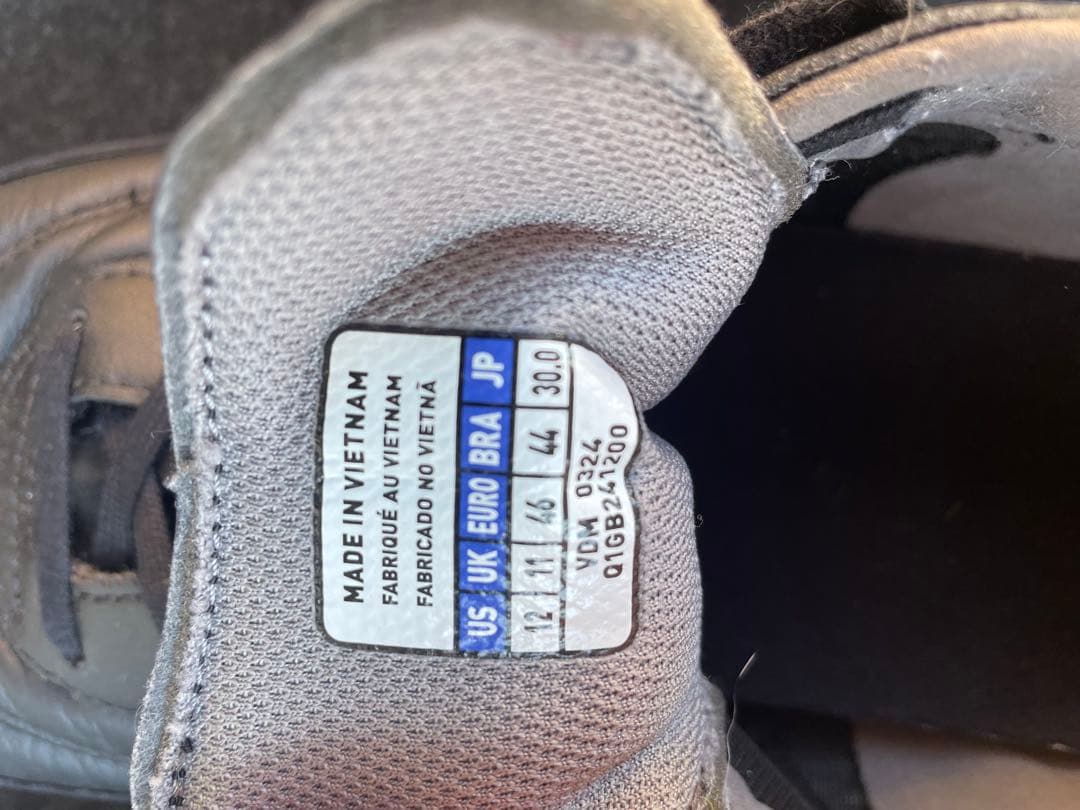 MADE IN VIETNAM
FABRIQUÉ AU VIETNAM
FABRICADO NO VIETNÃ
US UK EURO BRA JP
12 11 46 44 30.0
VDM 0324
Q1GB241200